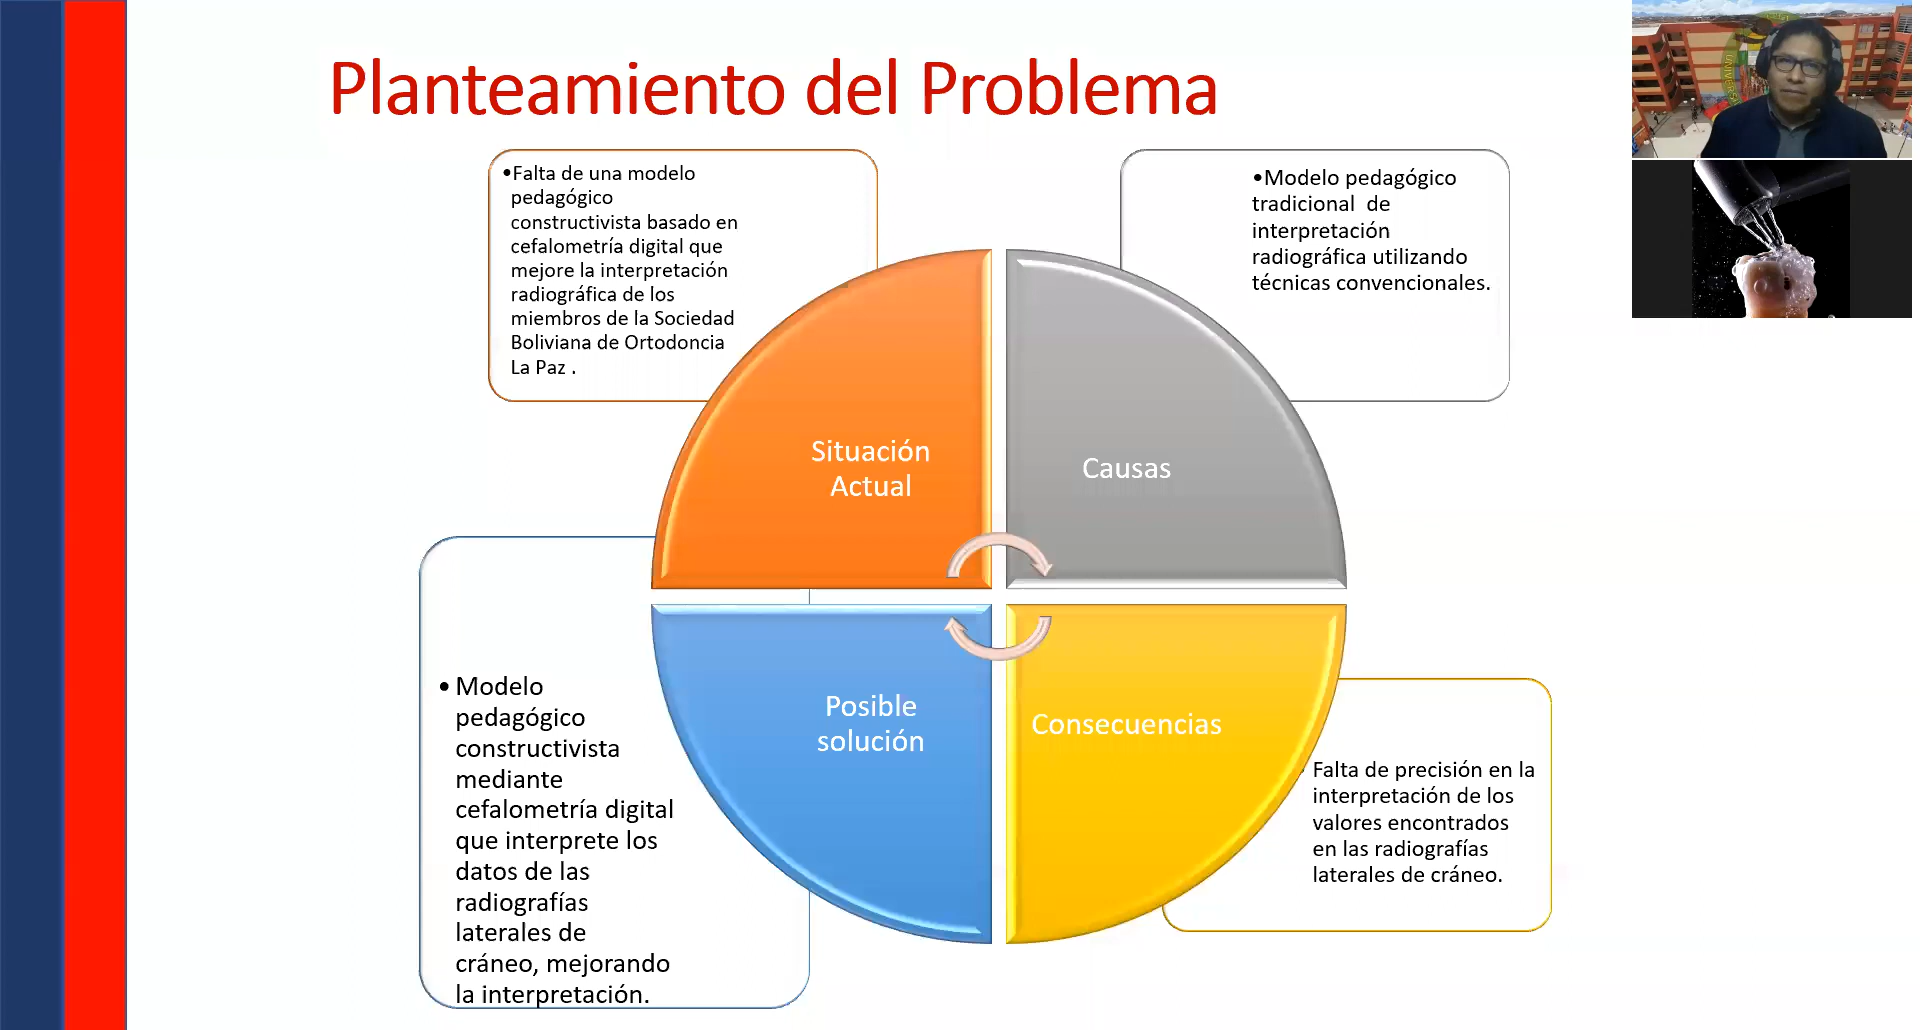 Planteamiento del Problema
•Falta de una modelo
pedagógico
constructivista basado en
cefalometría digital que
mejore la interpretación
radiográfica de los
miembros de la Sociedad
Boliviana de Ortodoncia
La Paz .
•Modelo pedagógico
tradicional de
interpretación
radiográfica utilizando
técnicas convencionales.
Situación
Actual
Causas
Posible
solución
Consecuencias
• Modelo
pedagógico
constructivista
mediante
cefalometría digital
que interprete los
datos de las
radiografías
laterales de
cráneo, mejorando
la interpretación.
Falta de precisión en la
interpretación de los
valores encontrados
en las radiografías
laterales de cráneo.